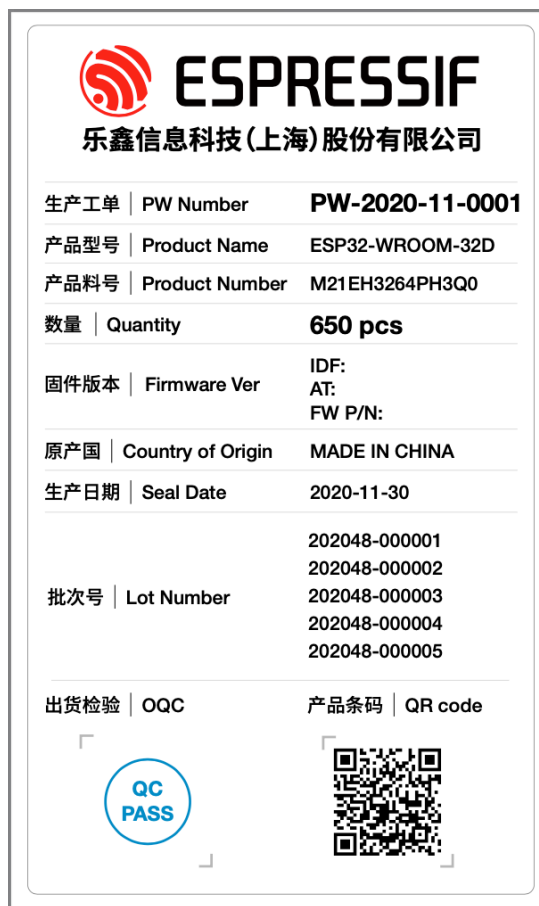 ESPRESSIF
乐鑫信息科技(上海)股份有限公司
生产工单 | PW Number PW-2020-11-0001
产品型号 | Product Name ESP32-WROOM-32D
产品料号 | Product Number M21EH3264PH3Q0
数量 | Quantity 650 pcs
固件版本 | Firmware Ver
IDF:
AT:
FW P/N:
原产国 | Country of Origin MADE IN CHINA
生产日期 | Seal Date 2020-11-30
批次号 | Lot Number
202048-000001
202048-000002
202048-000003
202048-000004
202048-000005
出货检验 | OQC 产品条码 | QR code
QC
PASS